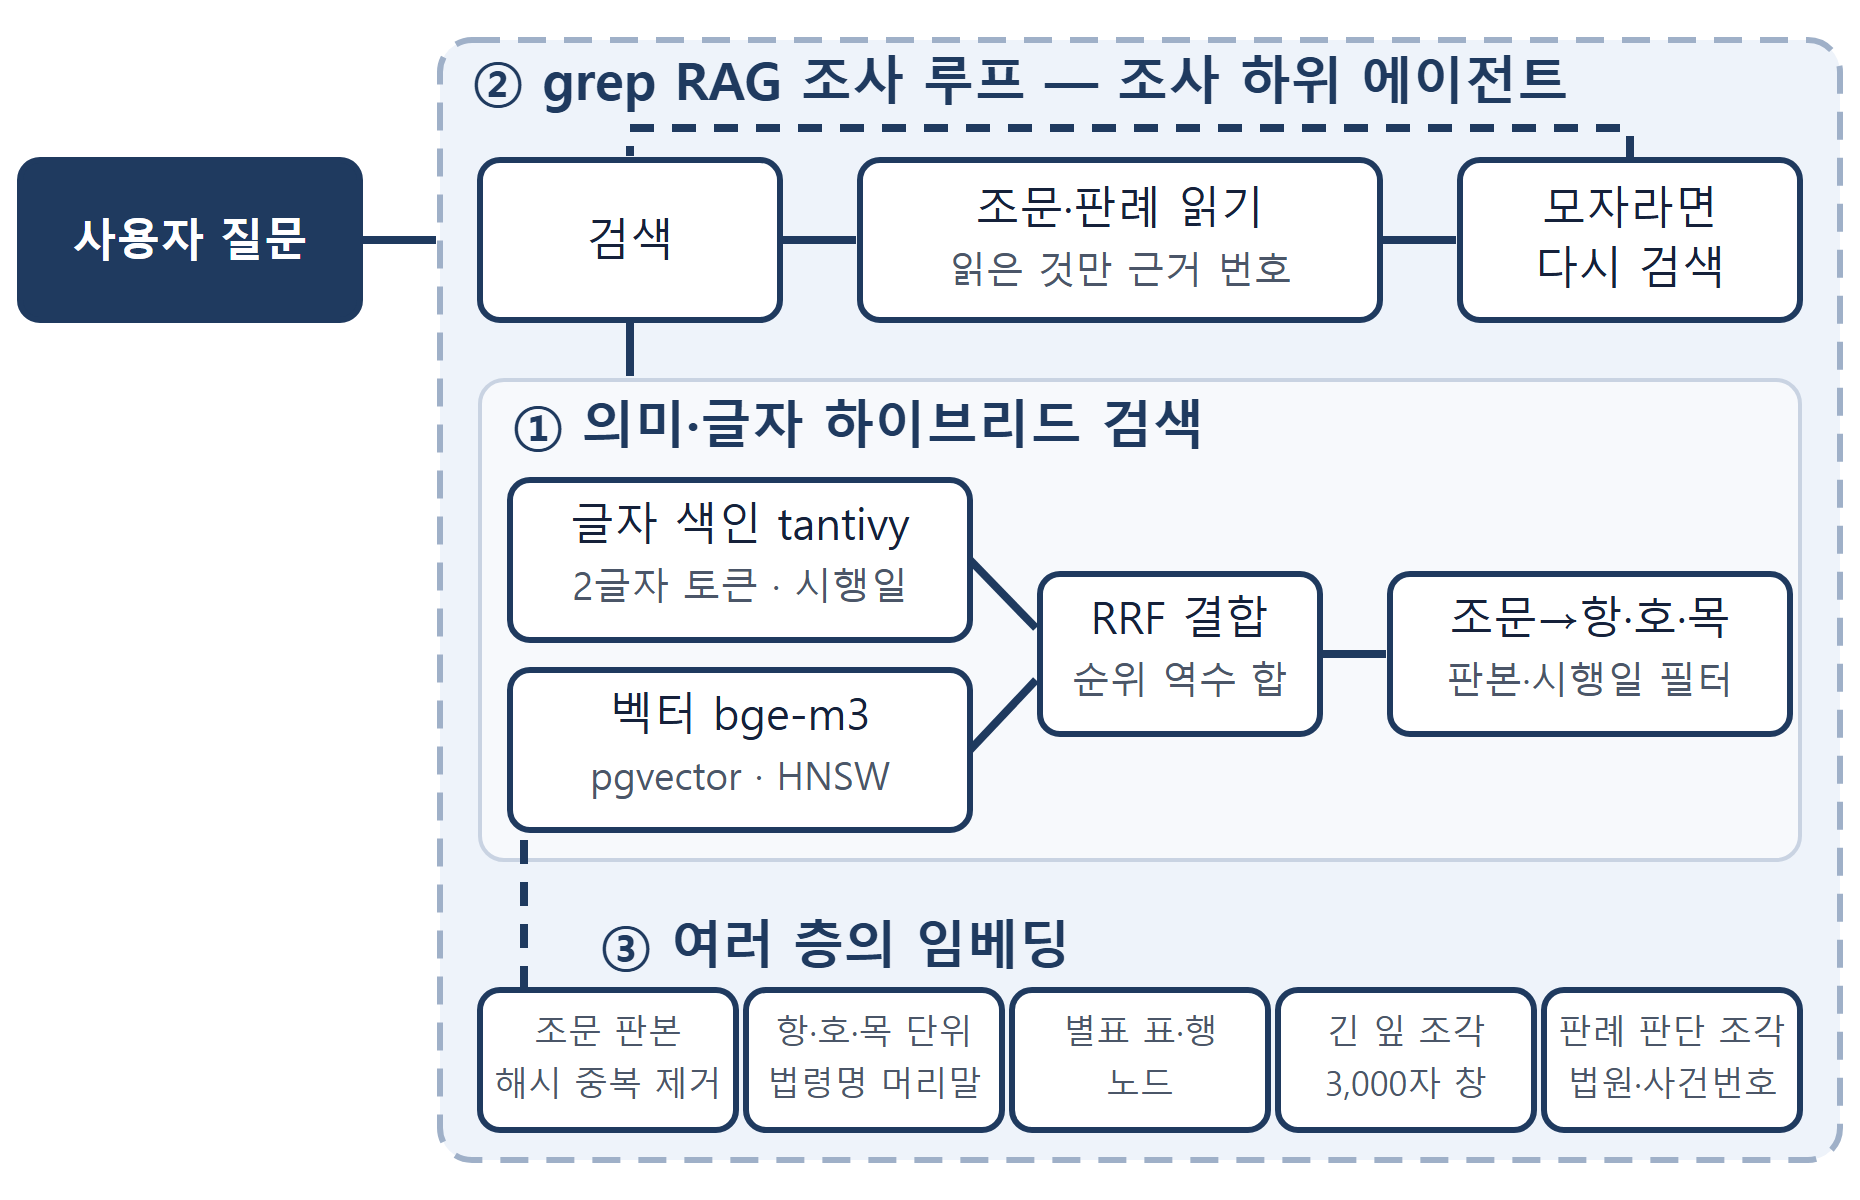 ② grep RAG 조사 루프 — 조사 하위 에이전트
사용자 질문
검색
조문·판례 읽기
읽은 것만 근거 번호
모자라면
다시 검색
① 의미·글자 하이브리드 검색
글자 색인 tantivy
2글자 토큰 · 시행일
벡터 bge-m3
pgvector · HNSW
RRF 결합
순위 역수 합
조문→항·호·목
판본·시행일 필터
③ 여러 층의 임베딩
조문 판본
해시 중복 제거
항·호·목 단위
법령명 머리말
별표 표·행
노드
긴 잎 조각
3,000자 창
판례 판단 조각
법원·사건번호